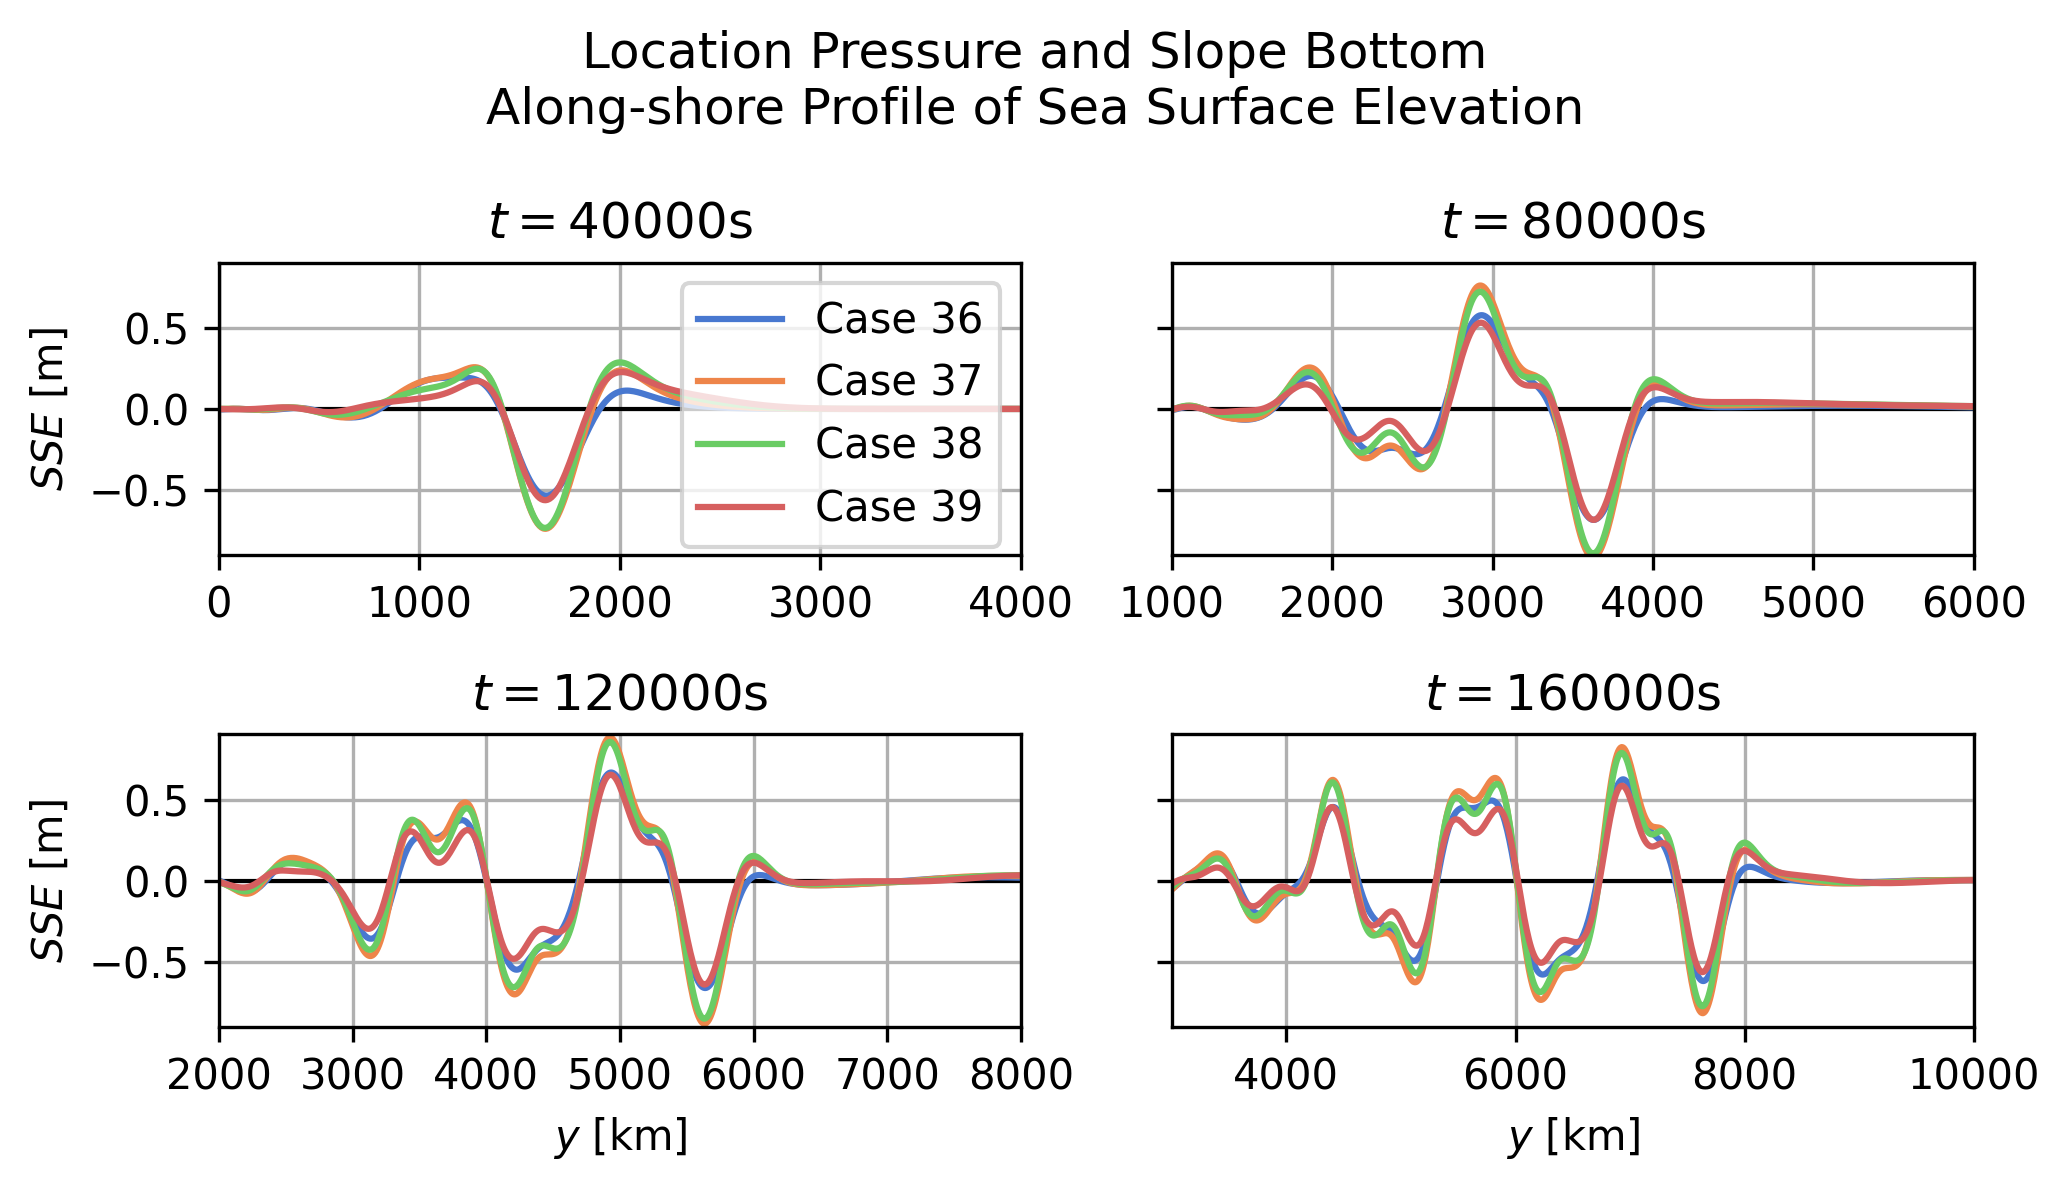 Location Pressure and Slope Bottom
Along-shore Profile of Sea Surface Elevation
t = 40000s
SSE [m]
0.5
0.0
−0.5
0 1000 2000 3000 4000
Case 36
Case 37
Case 38
Case 39
t = 80000s
1000 2000 3000 4000 5000 6000
t = 120000s
SSE [m]
0.5
0.0
−0.5
2000 3000 4000 5000 6000 7000 8000
y [km]
t = 160000s
4000 6000 8000 10000
y [km]